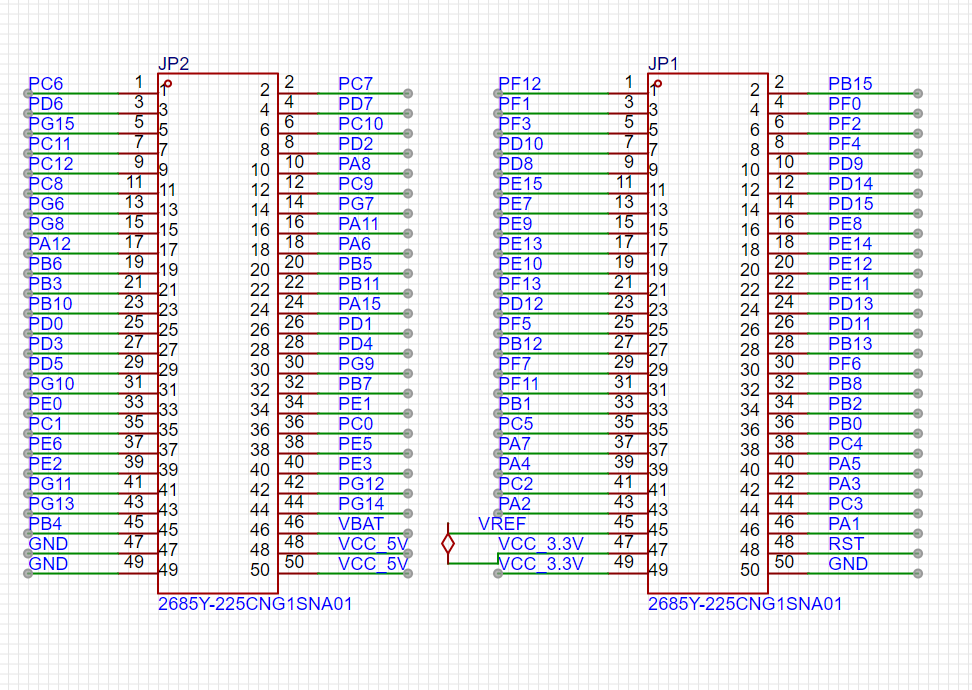 JP2 JP1
PC6 1 1 2 2 PC7 PF12 1 1 2 2 PB15
PD6 3 3 4 4 PD7 PF1 3 3 4 4 PF0
PG15 5 5 6 6 PC10 PF3 5 5 6 6 PF2
PC11 7 7 8 8 PD2 PD10 7 7 8 8 PF4
PC12 9 9 10 10 PA8 PD8 9 9 10 10 PD9
PC8 11 11 12 12 PC9 PE15 11 11 12 12 PD14
PG6 13 13 14 14 PG7 PE7 13 13 14 14 PD15
PG8 15 15 16 16 PA11 PE9 15 15 16 16 PE8
PA12 17 17 18 18 PA6 PE13 17 17 18 18 PE14
PB6 19 19 20 20 PB5 PE10 19 19 20 20 PE12
PB3 21 21 22 22 PB11 PF13 21 21 22 22 PE11
PB10 23 23 24 24 PA15 PD12 23 23 24 24 PD13
PD0 25 25 26 26 PD1 PF5 25 25 26 26 PD11
PD3 27 27 28 28 PD4 PB12 27 27 28 28 PB13
PD5 29 29 30 30 PG9 PF7 29 29 30 30 PF6
PG10 31 31 32 32 PB7 PF11 31 31 32 32 PB8
PE0 33 33 34 34 PE1 PB1 33 33 34 34 PB2
PC1 35 35 36 36 PC0 PC5 35 35 36 36 PB0
PE6 37 37 38 38 PE5 PA7 37 37 38 38 PC4
PE2 39 39 40 40 PE3 PA4 39 39 40 40 PA5
PG11 41 41 42 42 PG12 PC2 41 41 42 42 PA3
PG13 43 43 44 44 PG14 PA2 43 43 44 44 PC3
PB4 45 45 46 46 VBAT VREF 45 45 46 46 PA1
GND 47 47 48 48 VCC_5V VCC_3.3V 47 47 48 48 RST
GND 49 49 50 50 VCC_5V VCC_3.3V 49 49 50 50 GND
2685Y-225CNG1SNA01 2685Y-225CNG1SNA01